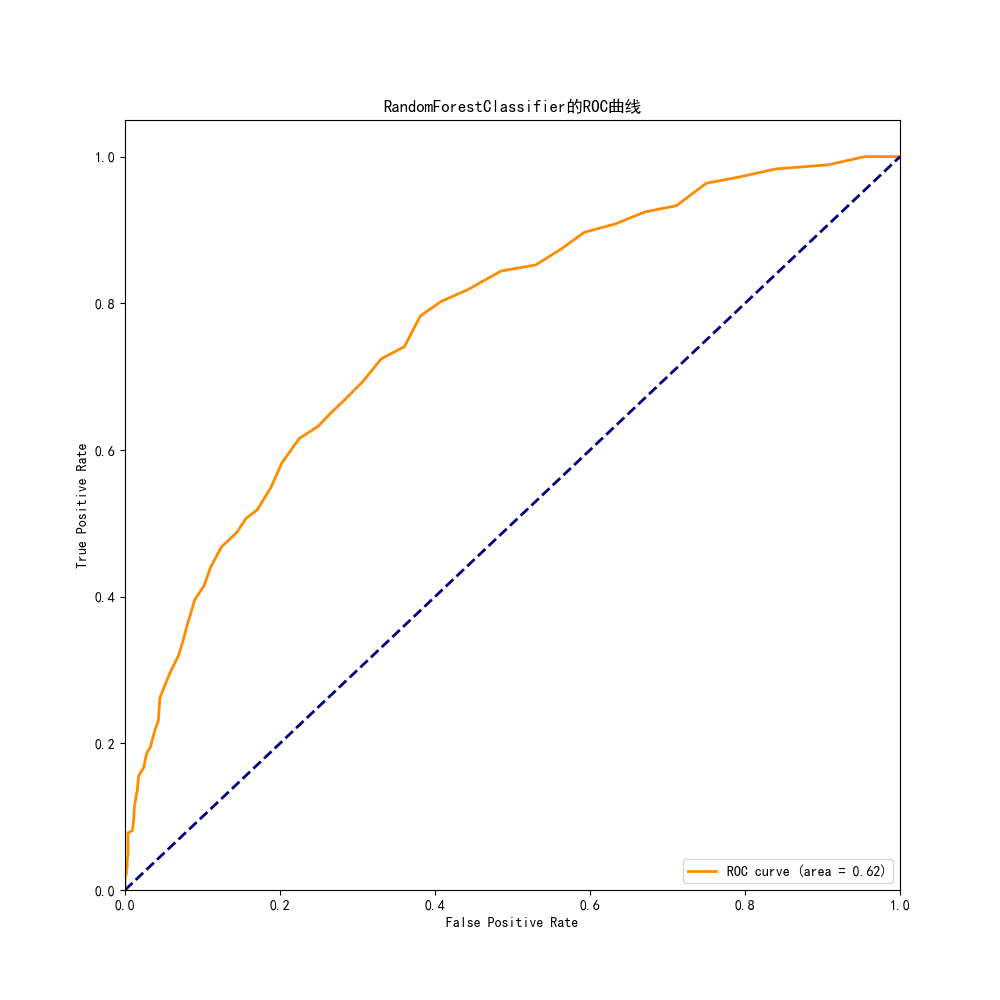 RandomForestClassifier的ROC曲线
True Positive Rate
1.0
0.8
0.6
0.4
0.2
0.0
ROC curve (area = 0.62)
0.0 0.2 0.4 0.6 0.8 1.0
False Positive Rate